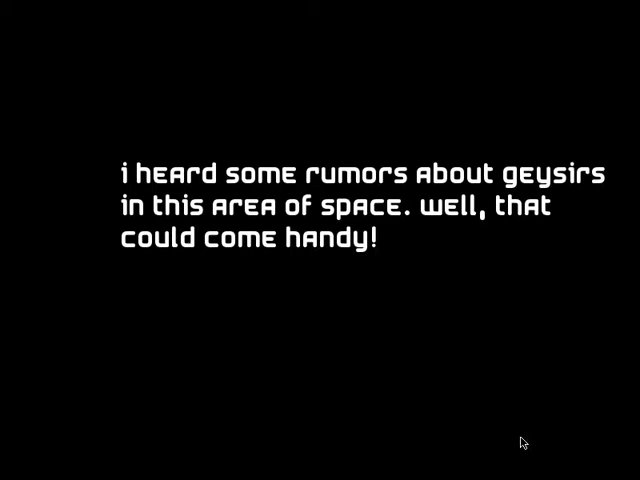 i heard some rumors about geysirs
in this area of space. well, that
could come handy!